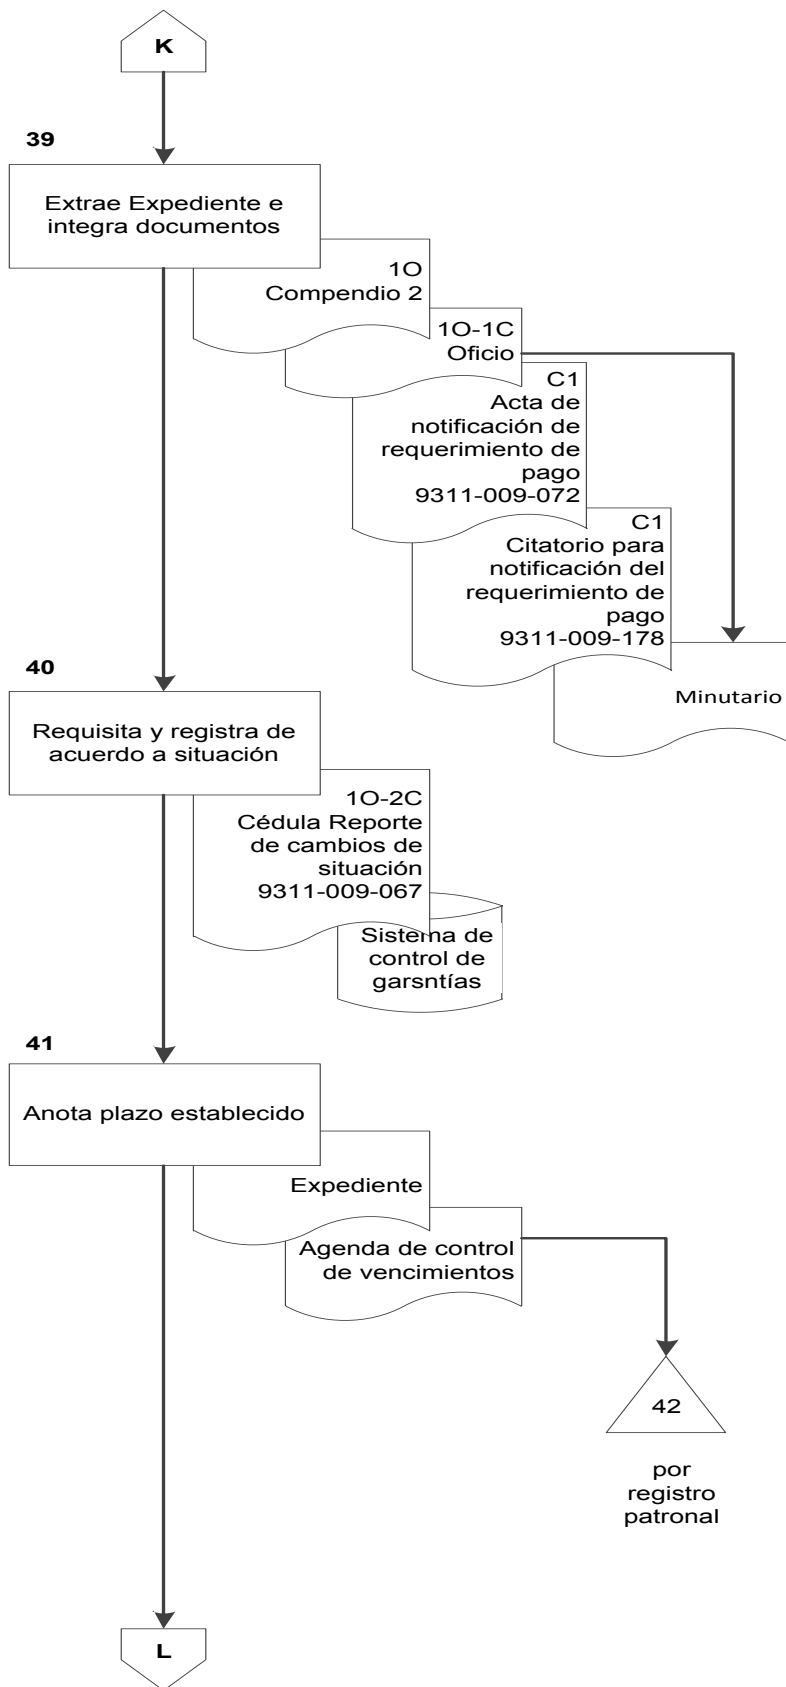 K
39
Extrae Expediente e
integra documentos
1O
Compendio 2
1O-1C
Oficio
C1
Acta de
notificación de
requerimiento de
pago
9311-009-072
C1
Citatorio para
notificación del
requerimiento de
pago
9311-009-178
Minutario
40
Requisita y registra de
acuerdo a situación
1O-2C
Cédula Reporte
de cambios de
situación
9311-009-067
Sistema de
control de
garsntías
41
Anota plazo establecido
Expediente
Agenda de control
de vencimientos
42
por
registro
patronal
L